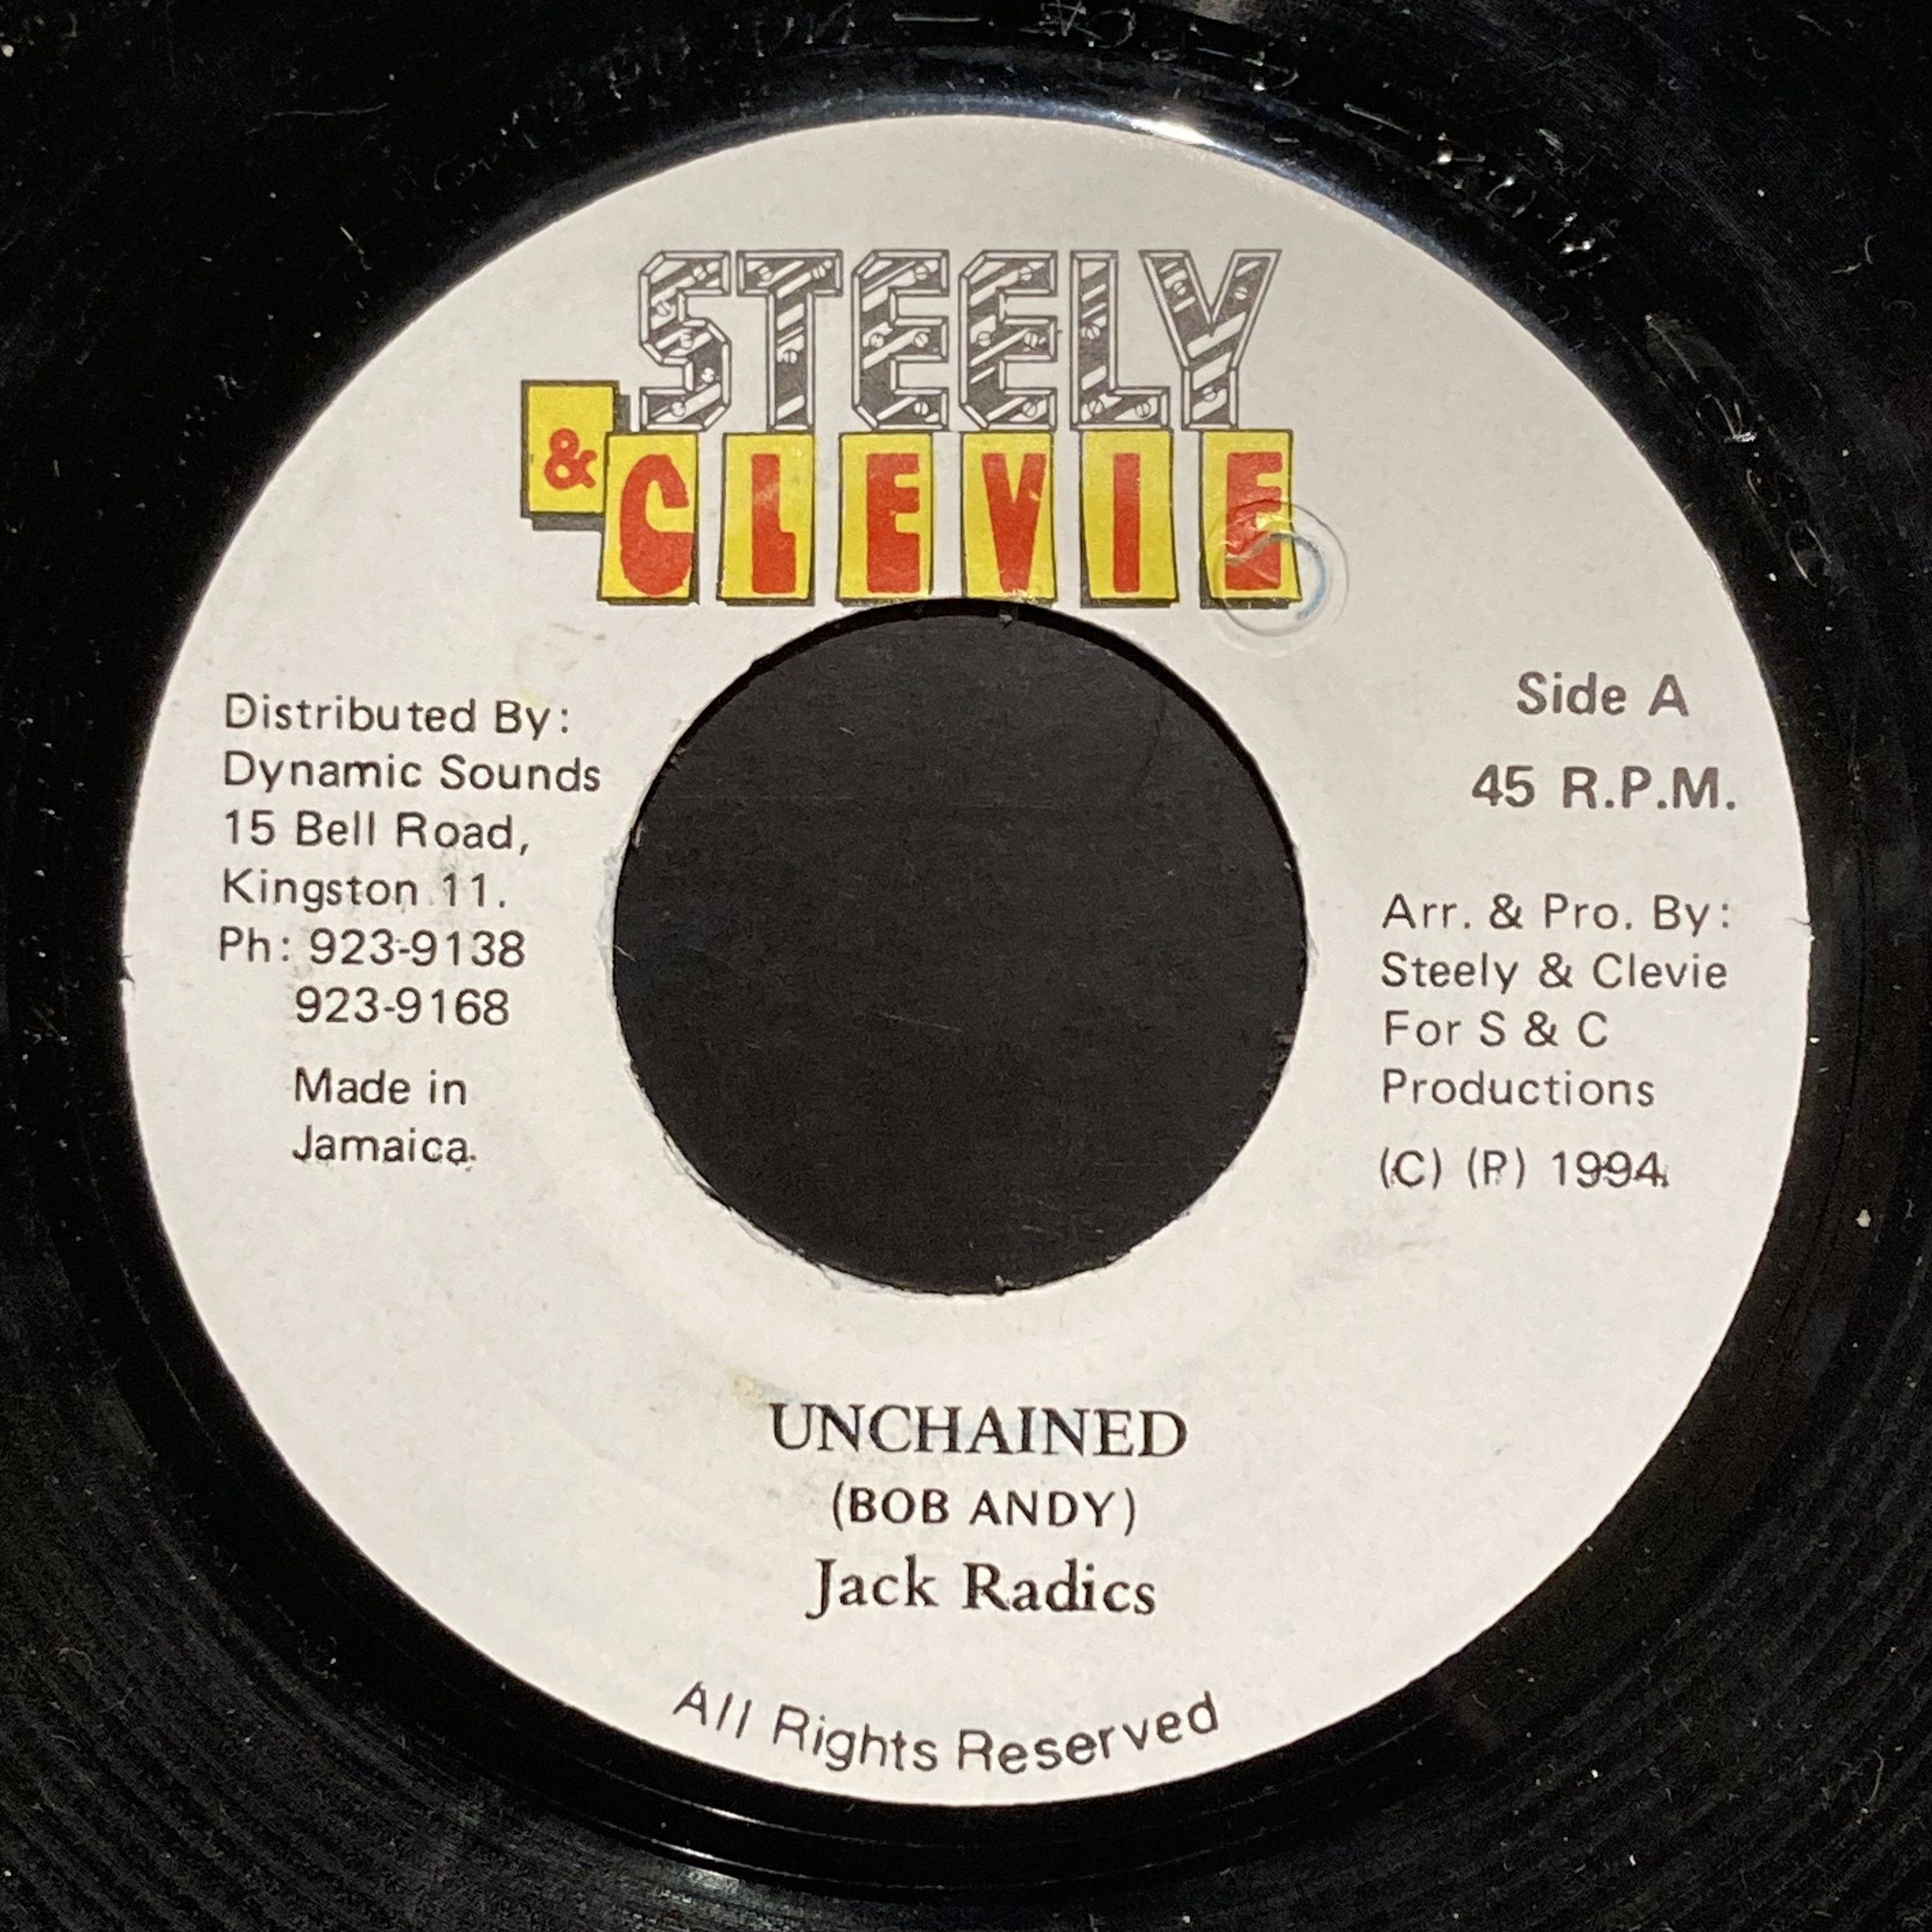 STEELY
& CLEVIE
Distributed By:
Dynamic Sounds
15 Bell Road,
Kingston 11.
Ph: 923-9138
923-9168
Made in
Jamaica.
Side A
45 R.P.M.
Arr. & Pro. By:
Steely & Clevie
For S & C
Productions
(C) (P) 1994.
UNCHAINED
(BOB ANDY)
Jack Radics
All Rights Reserved